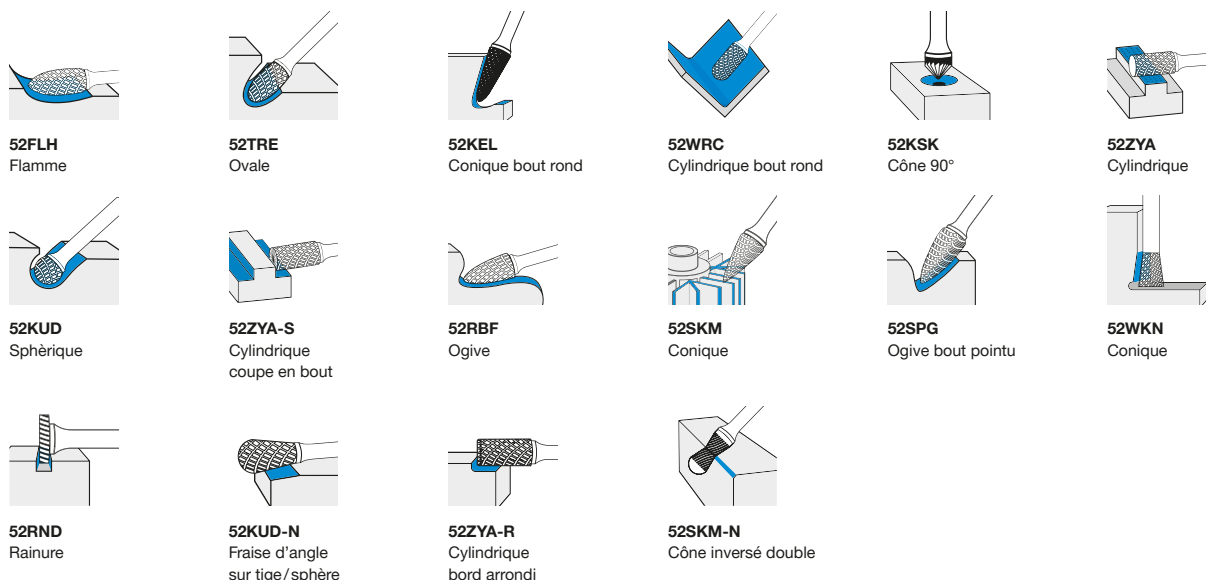 52FLH
Flamme
52TRE
Ovale
52KEL
Conique bout rond
52WRC
Cylindrique bout rond
52KSK
Cône 90°
52ZYA
Cylindrique
52KUD
Sphèrique
52ZYA-S
Cylindrique
coupe en bout
52RBF
Ogive
52SKM
Conique
52SPG
Ogive bout pointu
52WKN
Conique
52RND
Rainure
52KUD-N
Fraise d'angle
sur tige/sphère
52ZYA-R
Cylindrique
bord arrondi
52SKM-N
Cône inversé double